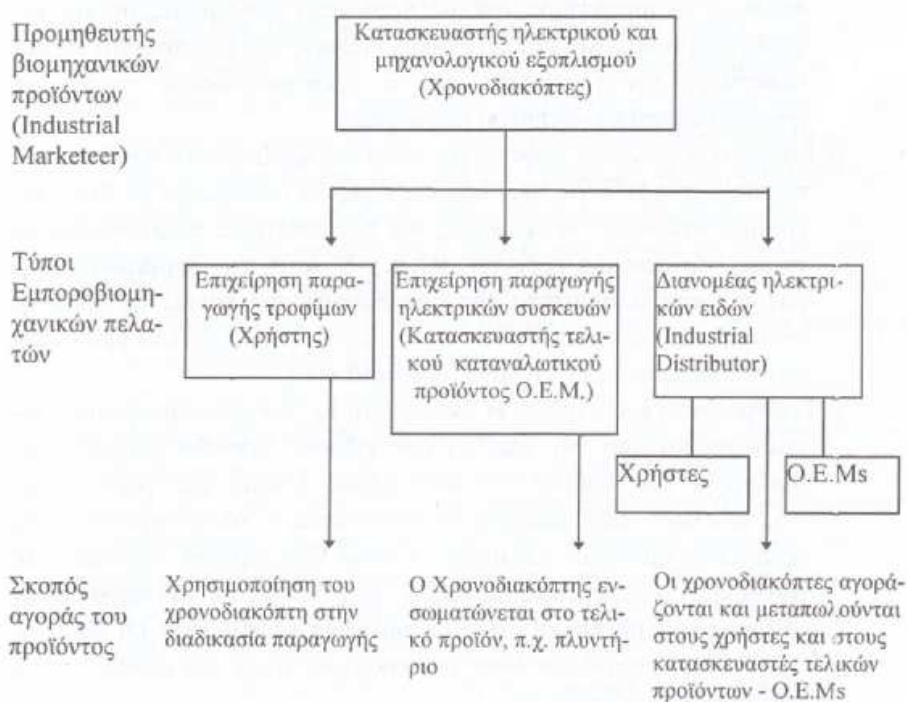 Προμηθευτής
βιομηχανικών
προϊόντων
(Industrial
Marketeer)
Κατασκευαστής ηλεκτρικού και
μηχανολογικού εξοπλισμού
(Χρονοδιακόπτες)
Τύποι
Εμποροβιομη-
χανικών πελα-
τών
Επιχείρηση παρα-
γωγής τροφίμων
(Χρήστης)
Επιχείρηση παραγωγής
ηλεκτρικών συσκευών
(Κατασκευαστής τελι-
κού καταναλωτικού
προϊόντος Ο.Ε.Μ.)
Διανομέας ηλεκτρι-
κών ειδών
(Industrial
Distributor)
Χρήστες
O.E.Ms
Σκοπός
αγοράς του
προϊόντος
Χρησιμοποίηση του
χρονοδιακόπτη στην
διαδικασία παραγωγής
Ο Χρονοδιακόπτης εν-
σωματώνεται στο τελι-
κό προϊόν, π.χ. πλυντή-
ριο
Οι χρονοδιακόπτες αγορά-
ζονται και μεταπωλούνται
στους χρήστες και στους
κατασκευαστές τελικών
προϊόντων - O.E.Ms